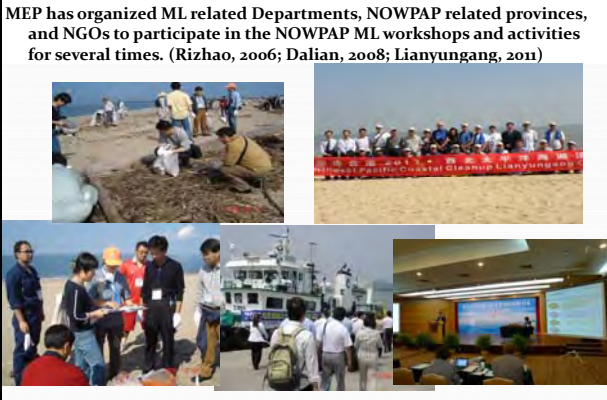 MEP has organized ML related Departments, NOWPAP related provinces,
and NGOs to participate in the NOWPAP ML workshops and activities
for several times. (Rizhao, 2006; Dalian, 2008; Lianyungang, 2011)
Pacific Coastal Cleanup Lianyungang